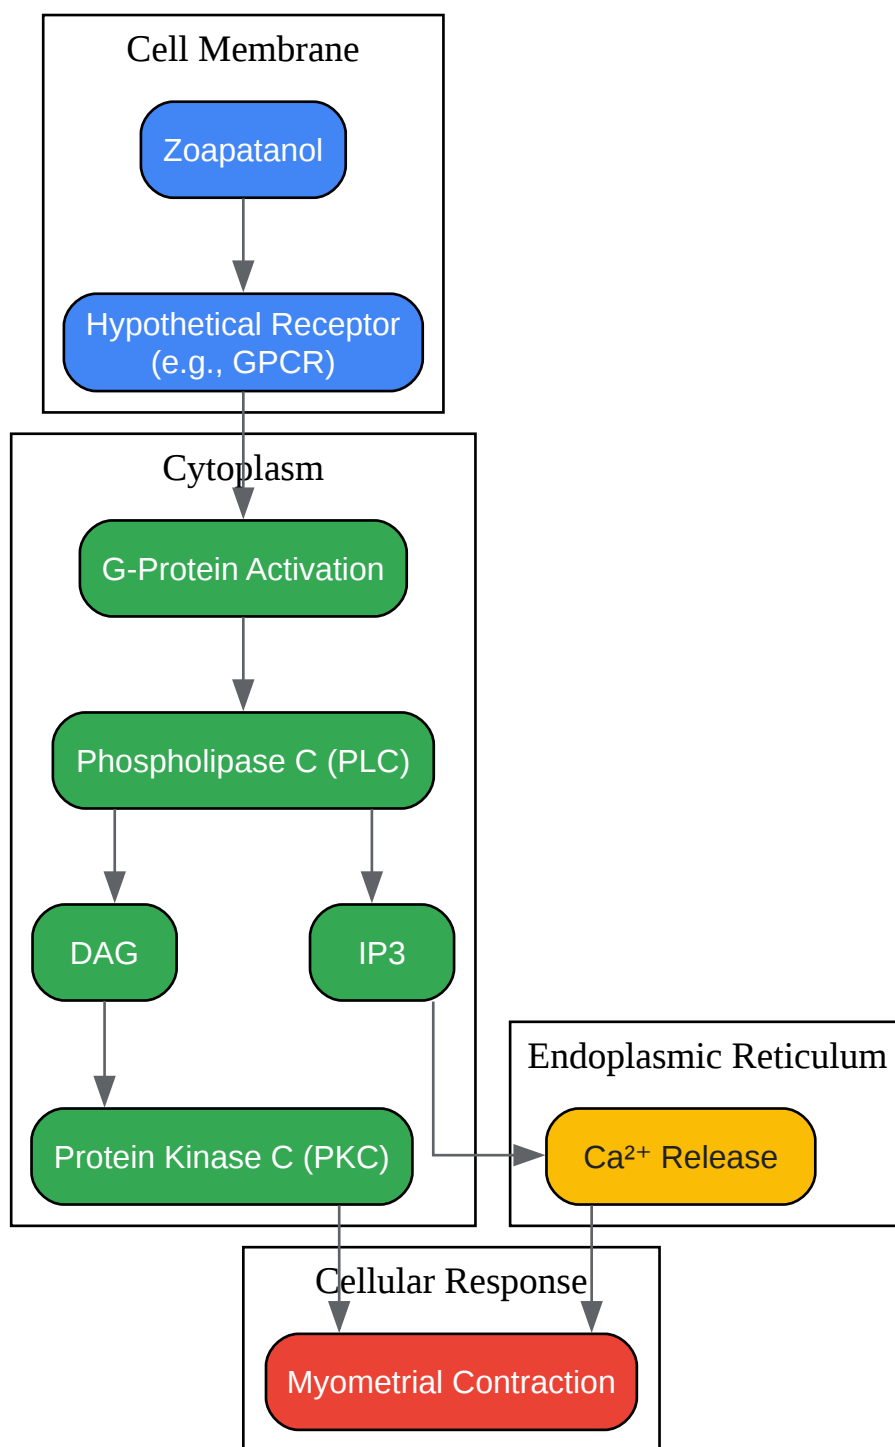 Cell Membrane
Zoapatanol
Hypothetical Receptor
(e.g., GPCR)
Cytoplasm
G-Protein Activation
Phospholipase C (PLC)
DAG
IP3
Endoplasmic Reticulum
Protein Kinase C (PKC)
Ca²⁺ Release
Cellular Response
Myometrial Contraction